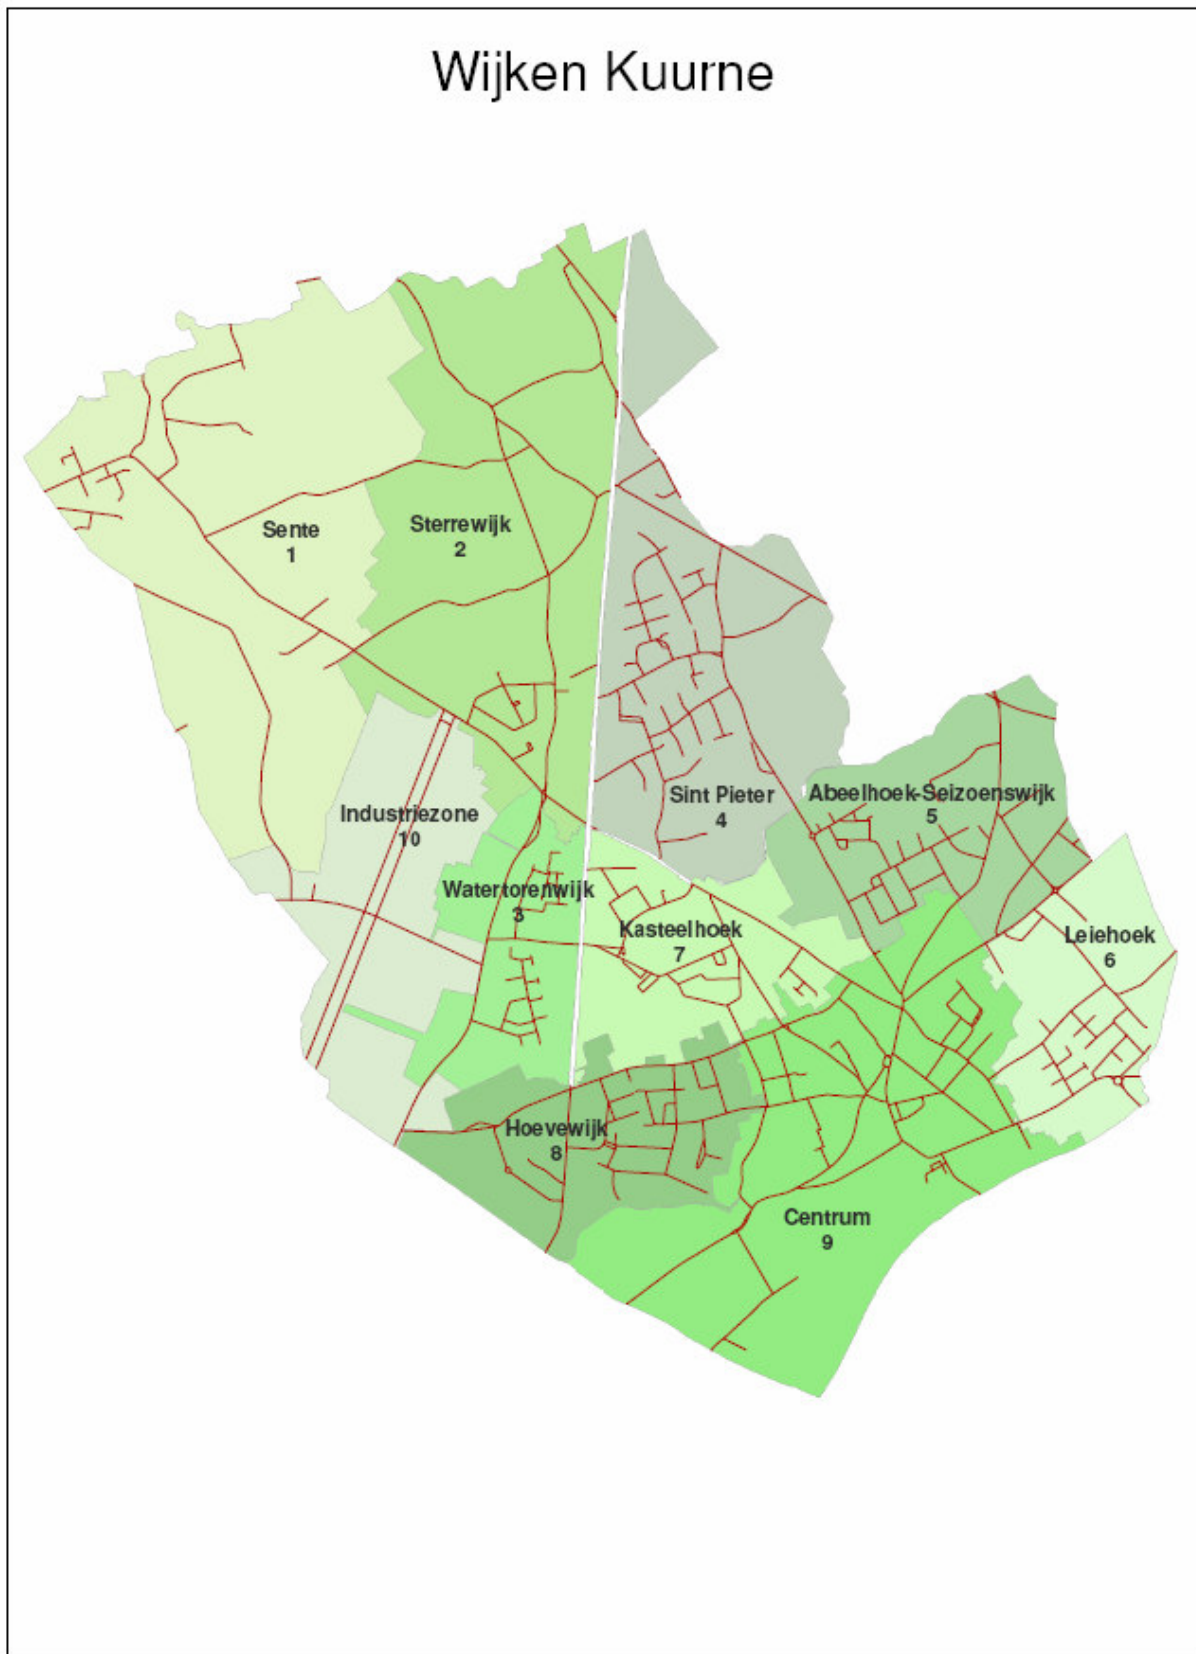 Wijken Kuurne
Sente
1
Sterrewijk
2
Sint Pieter
4
Abeelhoek-Seizoenswijk
5
Industriezone
10
Watertorenwijk
3
Kasteelhoek
7
Leiehoek
6
Hoevewijk
8
Centrum
9